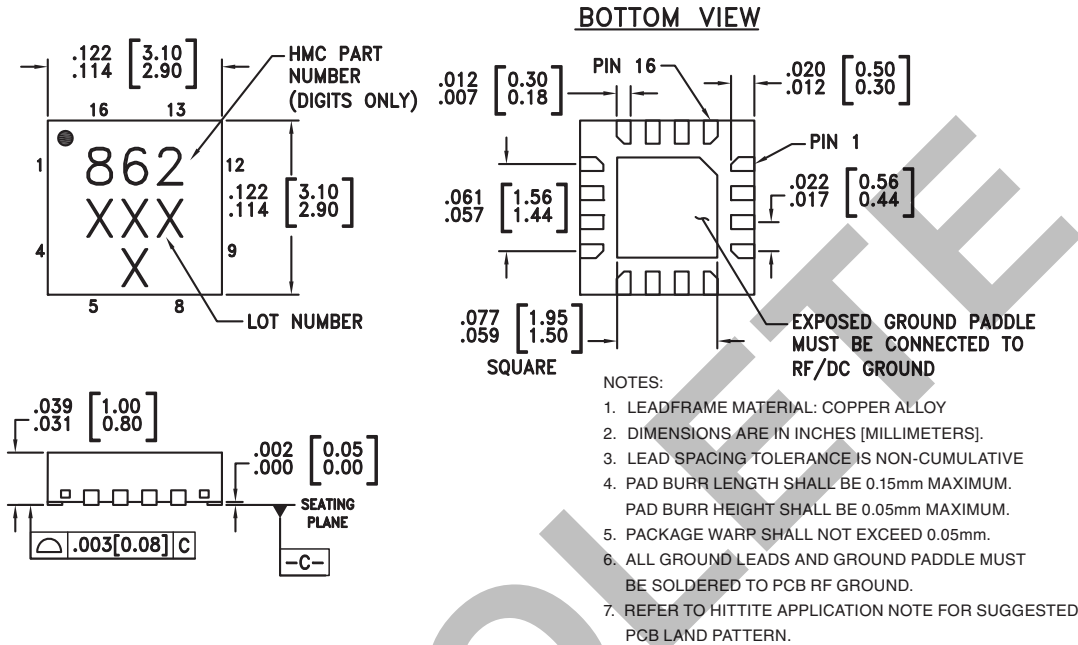 BOTTOM VIEW
.122 [3.10]
.114 [2.90]
HMC PART
NUMBER
(DIGITS ONLY)
16 13
1
862
XXX
X
12
.122 [3.10]
.114 [2.90]
4
9
5 8
LOT NUMBER
.012 [0.30]
.007 [0.18]
PIN 16
.020 [0.50]
.012 [0.30]
PIN 1
.061 [1.56]
.057 [1.44]
.022 [0.56]
.017 [0.44]
.077 [1.95]
.059 [1.50]
SQUARE
EXPOSED GROUND PADDLE
MUST BE CONNECTED TO
RF/DC GROUND
.039 [1.00]
.031 [0.80]
.002 [0.05]
.000 [0.00]
SEATING
PLANE
.003[0.08] C
-C-
NOTES:
1. LEADFRAME MATERIAL: COPPER ALLOY
2. DIMENSIONS ARE IN INCHES [MILLIMETERS].
3. LEAD SPACING TOLERANCE IS NON-CUMULATIVE
4. PAD BURR LENGTH SHALL BE 0.15mm MAXIMUM.
PAD BURR HEIGHT SHALL BE 0.05mm MAXIMUM.
5. PACKAGE WARP SHALL NOT EXCEED 0.05mm.
6. ALL GROUND LEADS AND GROUND PADDLE MUST
BE SOLDERED TO PCB RF GROUND.
7. REFER TO HITTITE APPLICATION NOTE FOR SUGGESTED
PCB LAND PATTERN.
OLETE